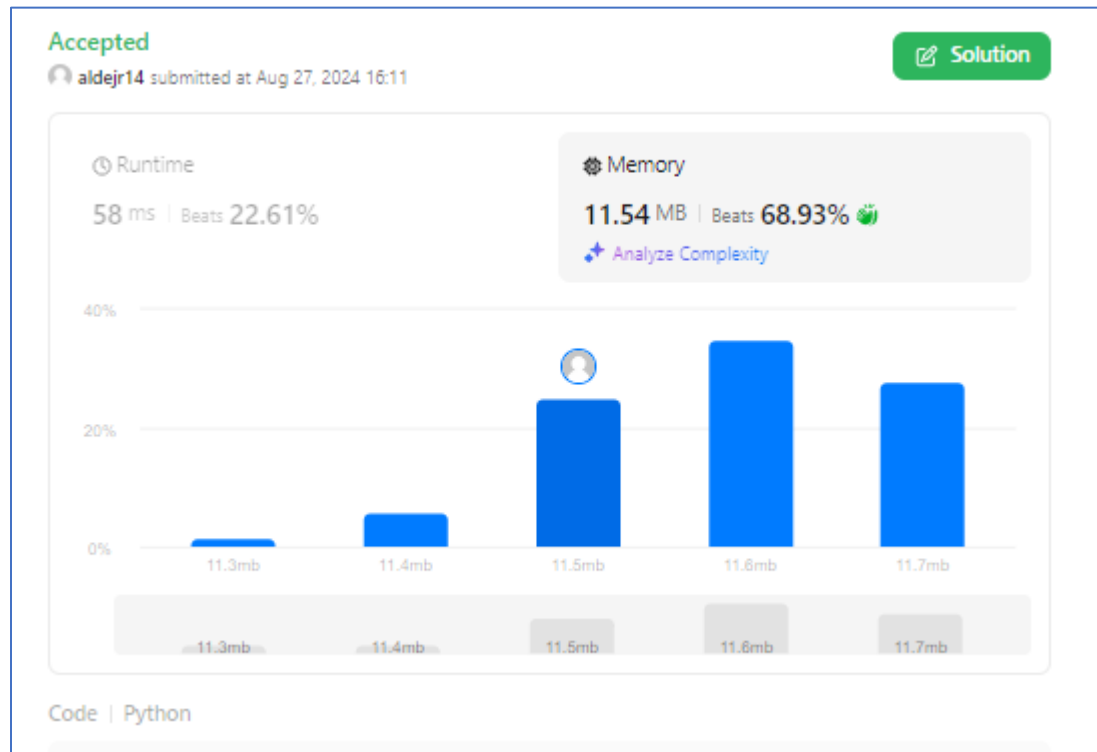 Accepted
Solution
aldejr14 submitted at Aug 27, 2024 16:11
Runtime
58 ms | Beats 22.61%
Memory
11.54 MB | Beats 68.93%
Analyze Complexity
40%
20%
0%
11.3mb 11.4mb 11.5mb 11.6mb 11.7mb
11.3mb 11.4mb 11.5mb 11.6mb 11.7mb
Code | Python